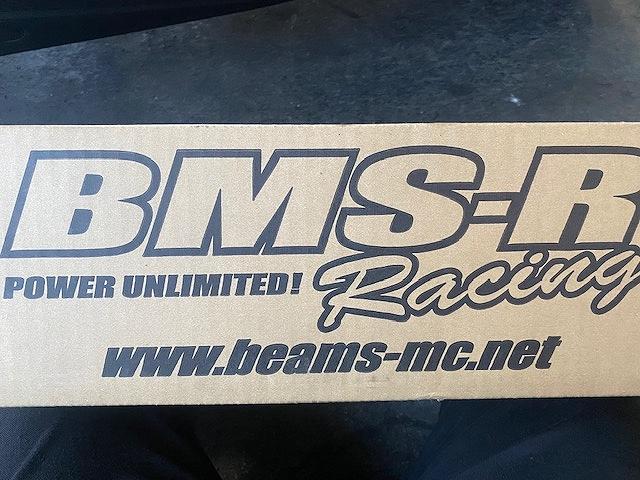 BMS-R
POWER UNLIMITED!
Racing
www.beams-mc.net